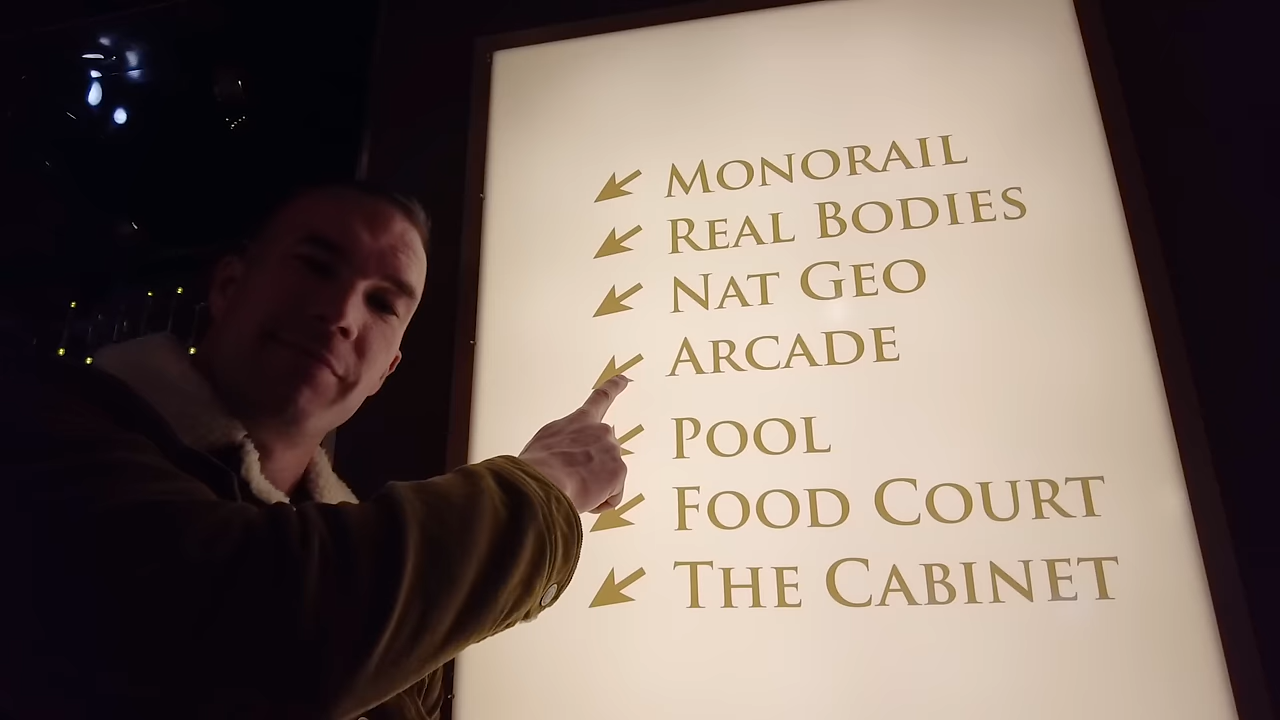 Monorail
Real Bodies
Nat Geo
Arcade
Pool
Food Court
The Cabinet